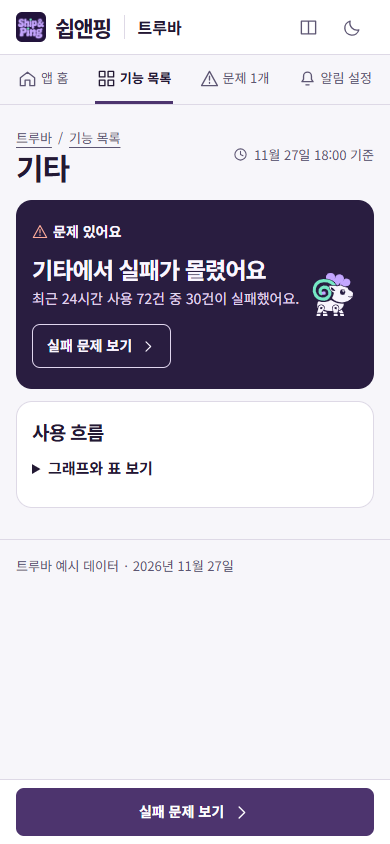 Ship&
Ping
쉽앤핑
트루바
앱 홈
기능 목록
문제 1개
알림 설정
트루바 / 기능 목록
기타
11월 27일 18:00 기준
문제 있어요
기타에서 실패가 몰렸어요
최근 24시간 사용 72건 중 30건이 실패했어요.
실패 문제 보기
사용 흐름
그래프와 표 보기
트루바 예시 데이터 · 2026년 11월 27일
실패 문제 보기